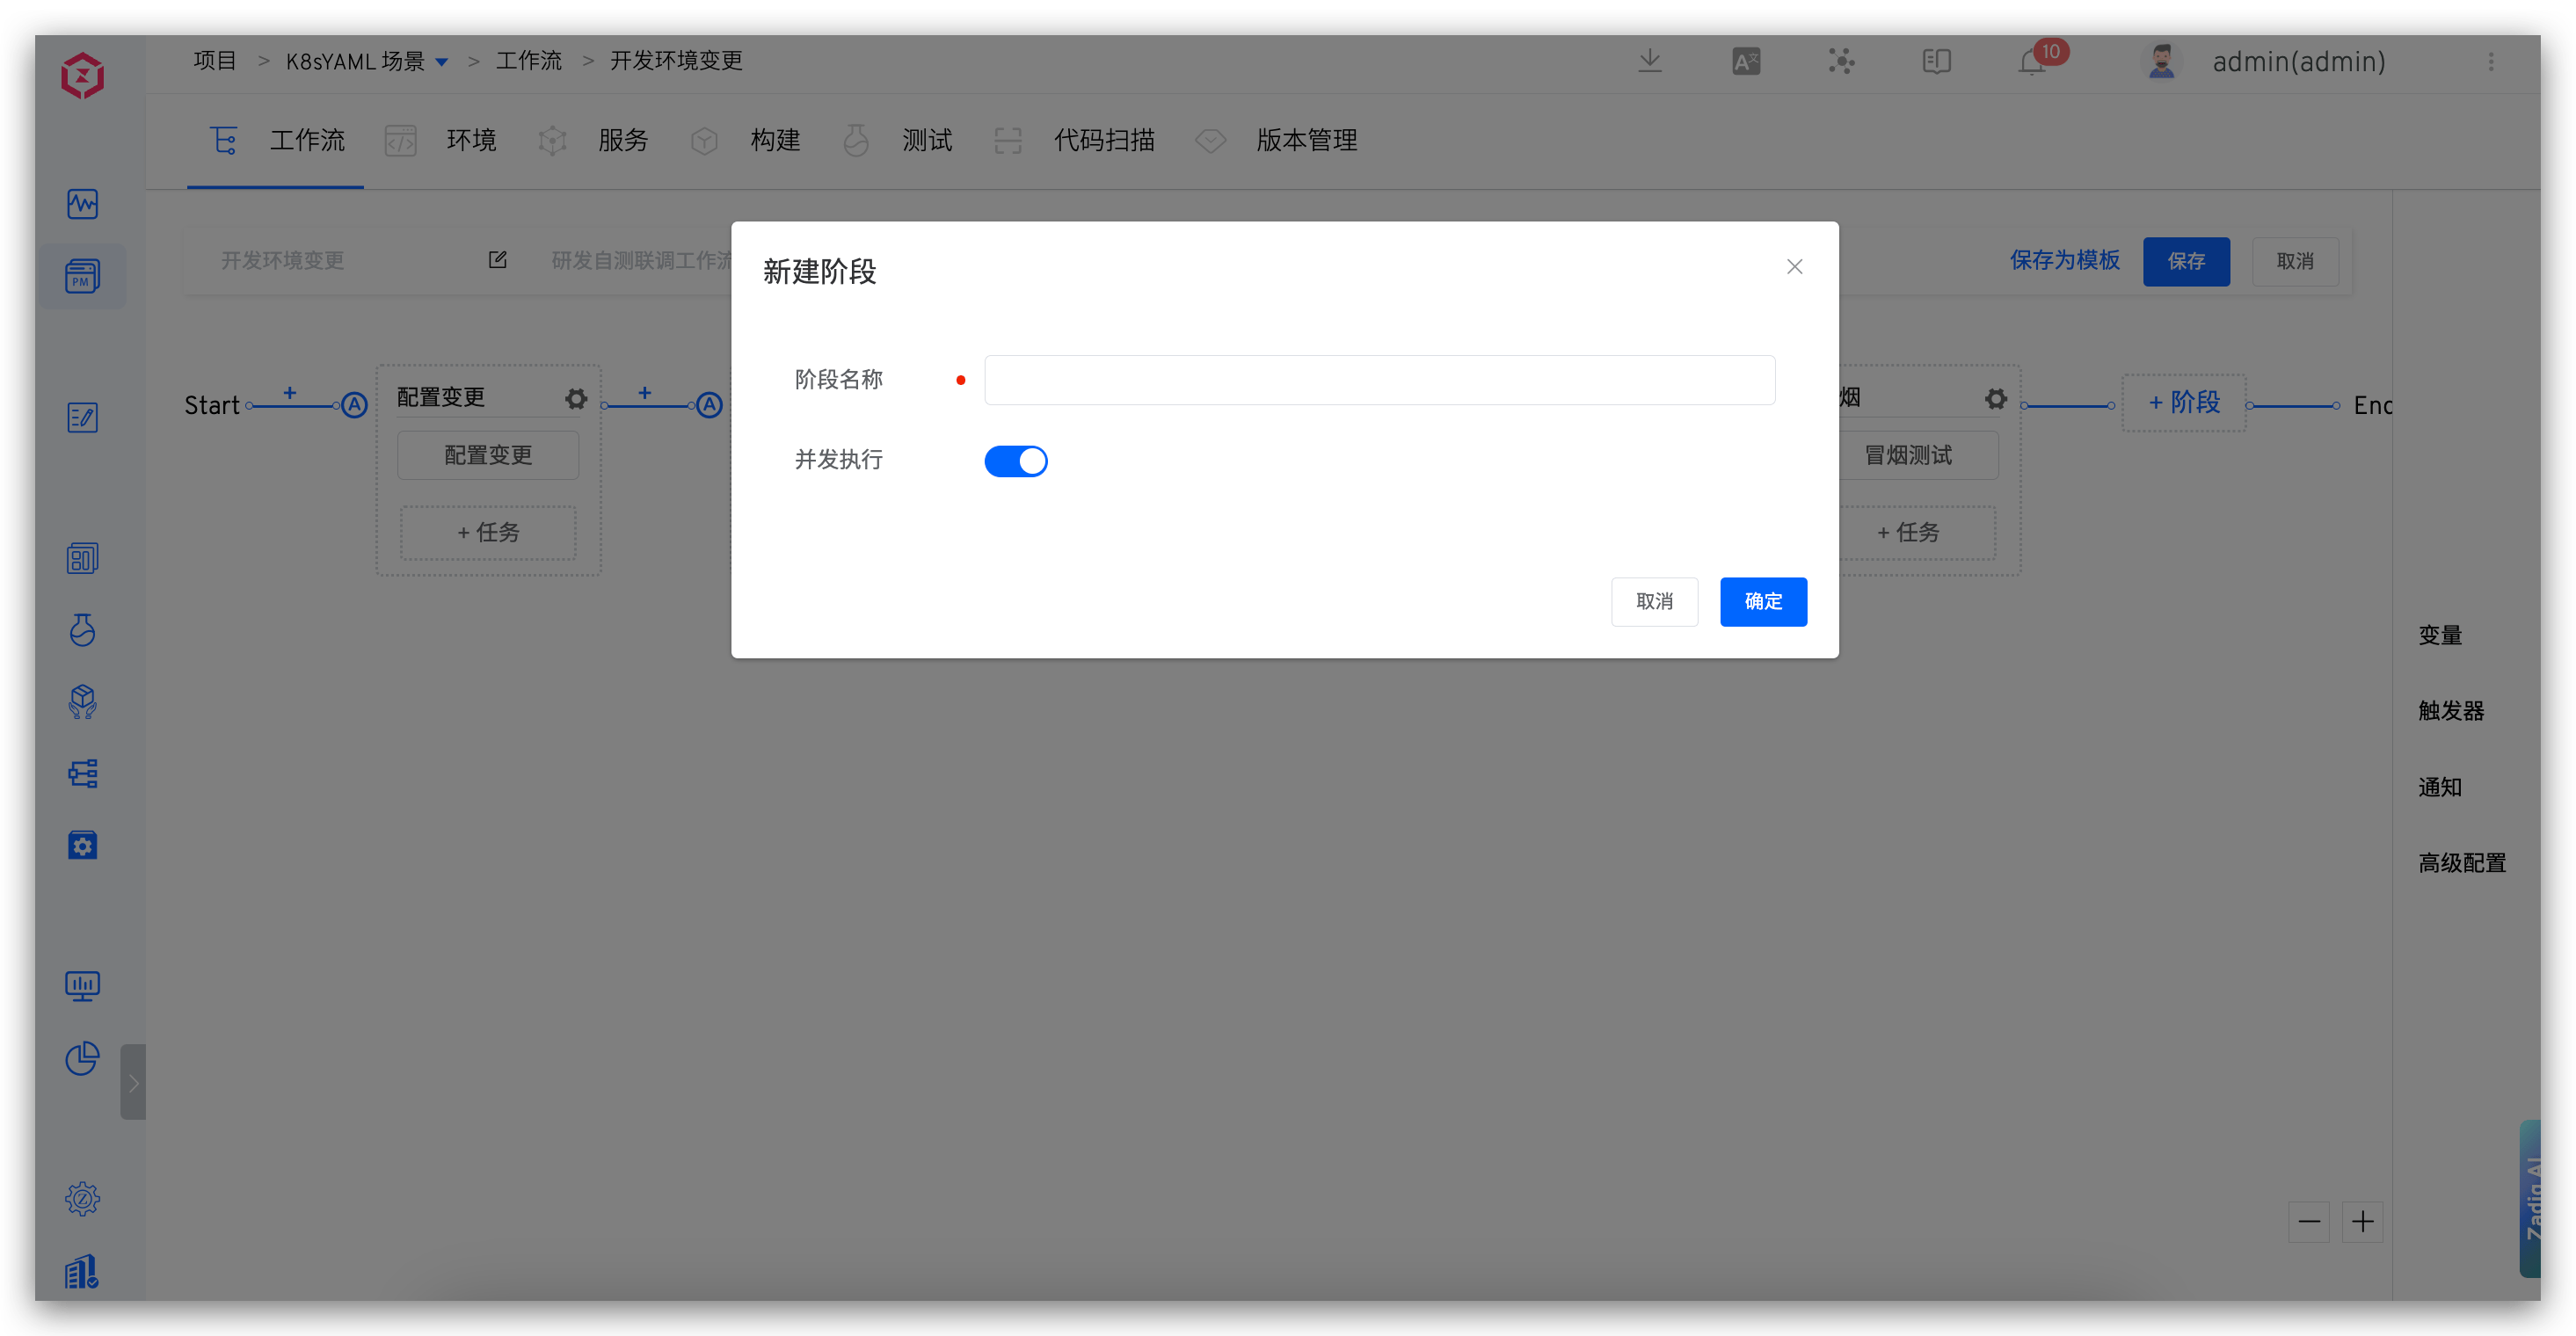 项目 > K8sYAML 场景 > 工作流 > 开发环境变更
10
admin(admin)
工作流 环境 服务 构建 测试 代码扫描 版本管理
PM
开发环境变更 研发自测联调工作流
保存为模板 保存 取消
新建阶段
阶段名称
并发执行
取消 确定
Start + A 配置变更 + A
配置变更
+ 任务
烟
冒烟测试
+ 任务
+ 阶段
End
变量
触发器
通知
高级配置
Zadig AI